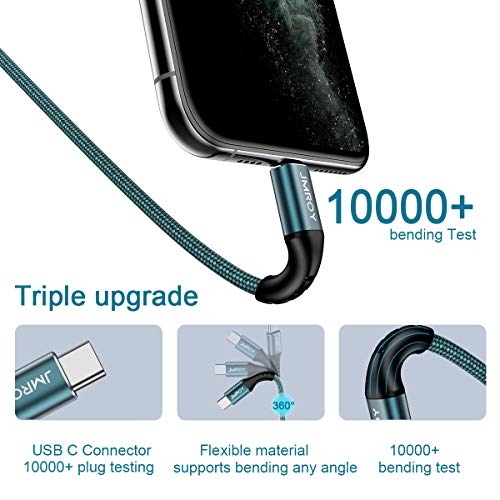 JMROY
10000+
bending Test
Triple upgrade
JMROY
JMROY
360°
USB C Connector
10000+ plug testing
Flexible material
supports bending any angle
10000+
bending test